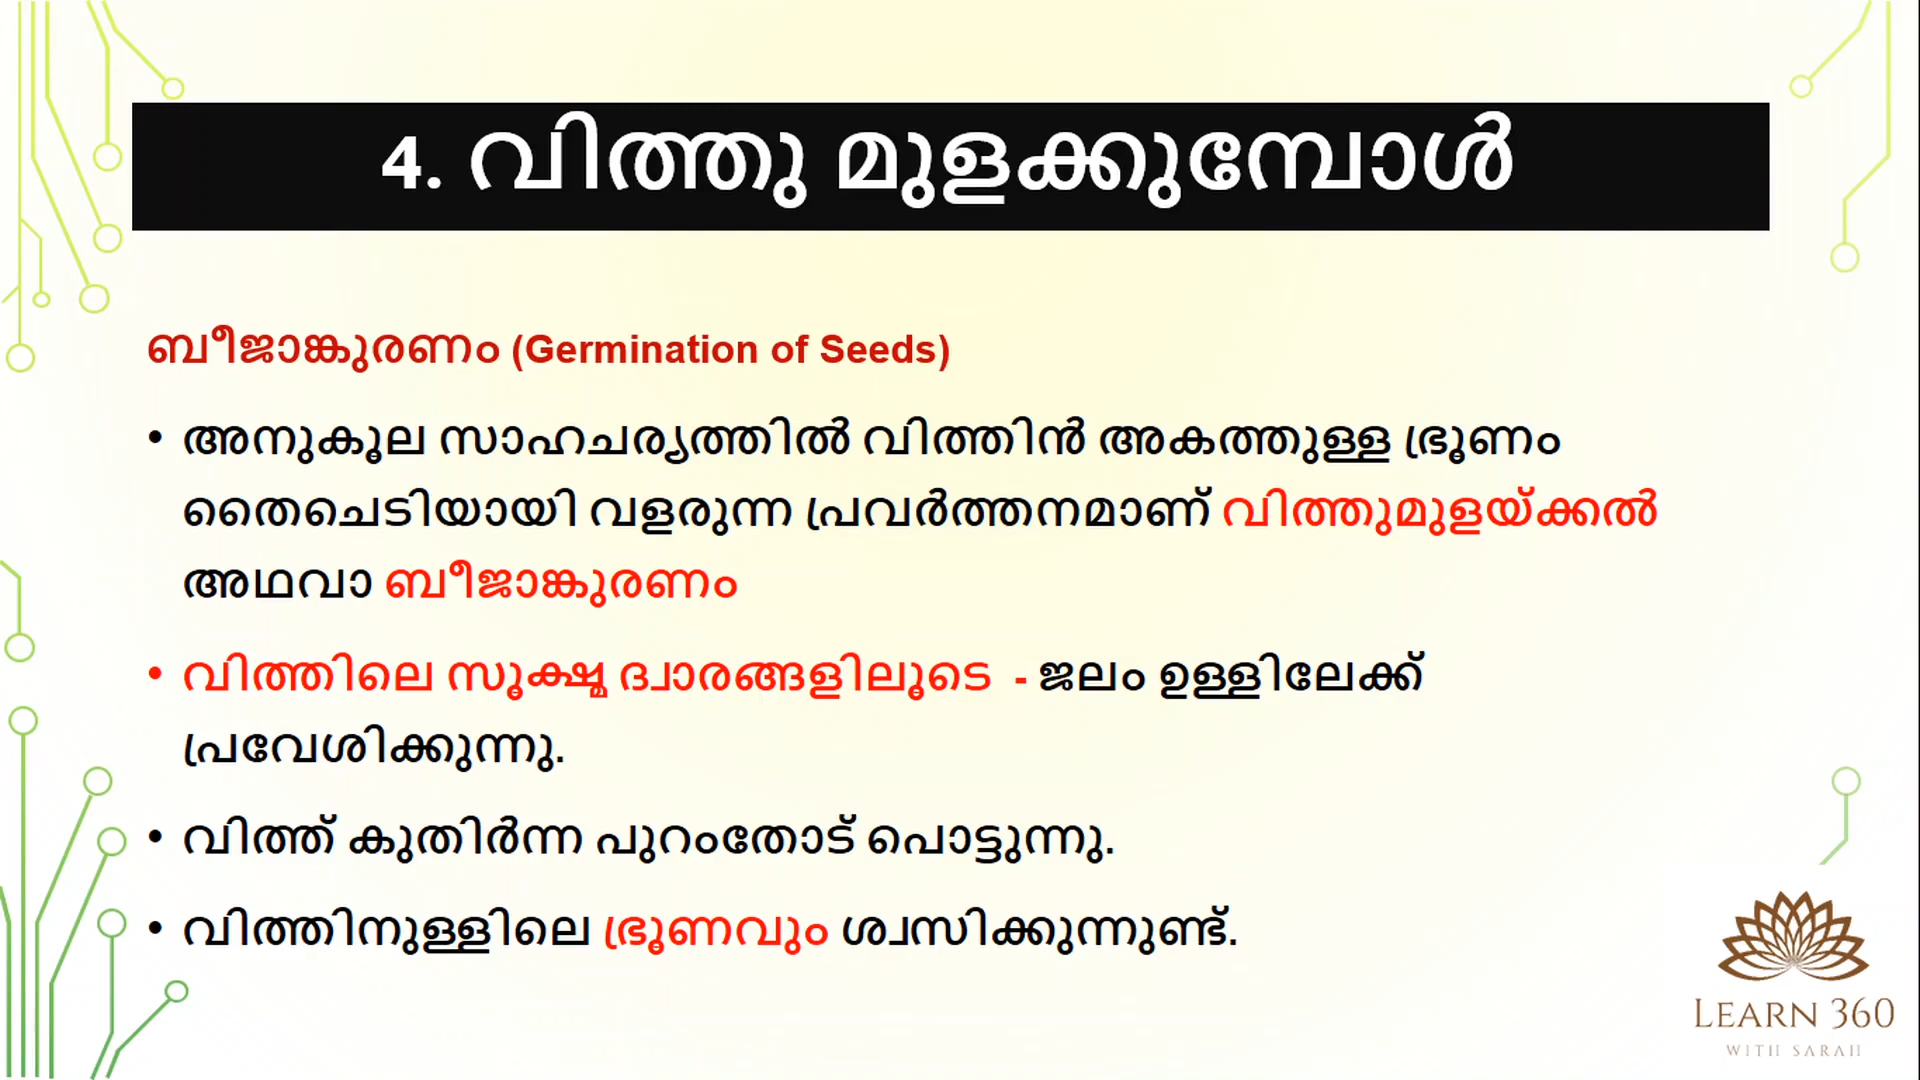 4. വിത്തു മുളക്കുമ്പോൾ
ബീജാങ്കുരണം (Germination of Seeds)
• അനുകൂല സാഹചര്യത്തിൽ വിത്തിൻ അകത്തുള്ള ഭ്രൂണം
തൈചെടിയായി വളരുന്ന പ്രവർത്തനമാണ് വിത്തുമുളയ്ക്കൽ
അഥവാ ബീജാങ്കുരണം
• വിത്തിലെ സൂക്ഷ്മ ദ്വാരങ്ങളിലൂടെ - ജലം ഉള്ളിലേക്ക്
പ്രവേശിക്കുന്നു.
• വിത്ത് കുതിർന്ന പുറംതോട് പൊട്ടുന്നു.
• വിത്തിനുള്ളിലെ ഭ്രൂണവും ശ്വസിക്കുന്നുണ്ട്.
LEARN 360
WITH SARAH